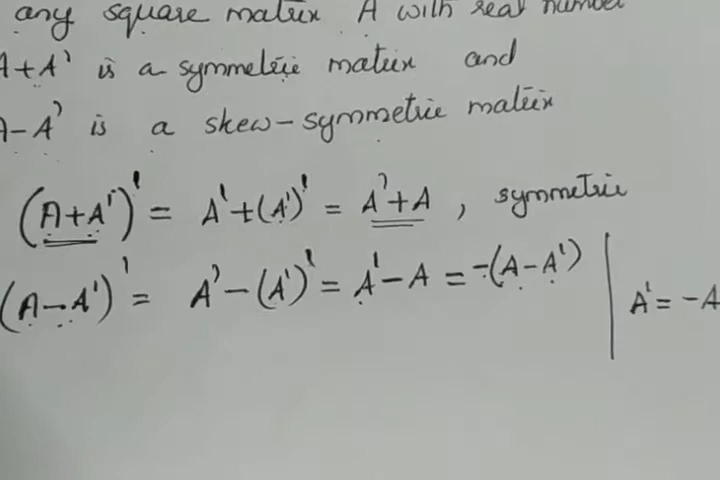 any square matrix A with real number
A+A' is a symmetric matrix and
A-A' is a skew-symmetric matrix
(A+A')' = A'+(A')' = A'+A, symmetric
(A-A')' = A'-(A')' = A'-A = -(A-A') | A' = -A